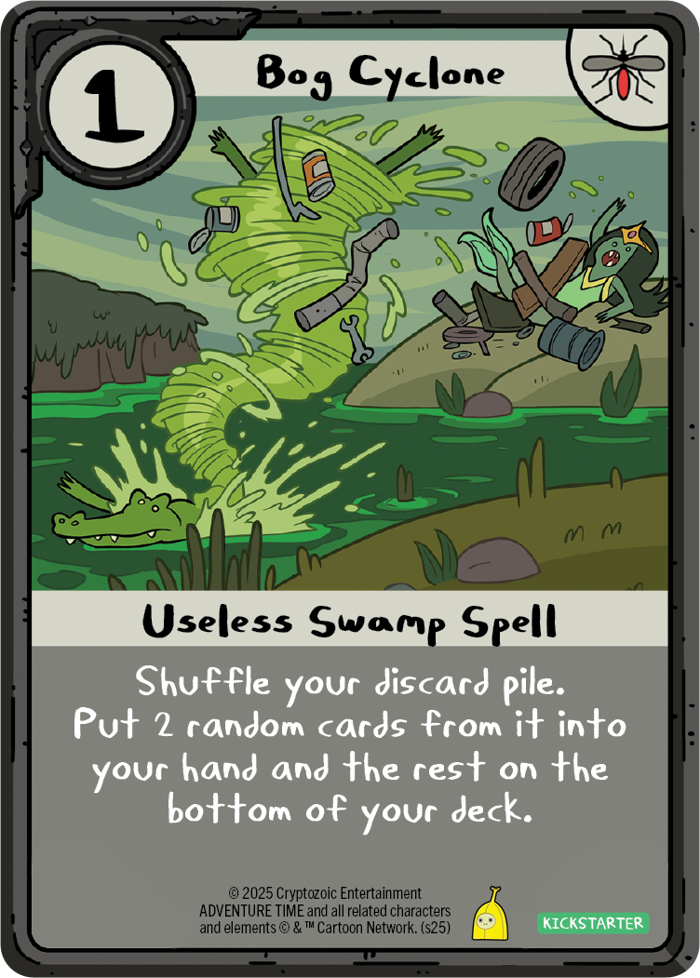 1
Bog Cyclone
Useless Swamp Spell
Shuffle your discard pile.
Put 2 random cards from it into
your hand and the rest on the
bottom of your deck.
© 2025 Cryptozoic Entertainment
ADVENTURE TIME and all related characters
and elements © & ™ Cartoon Network. (s25)
KICKSTARTER